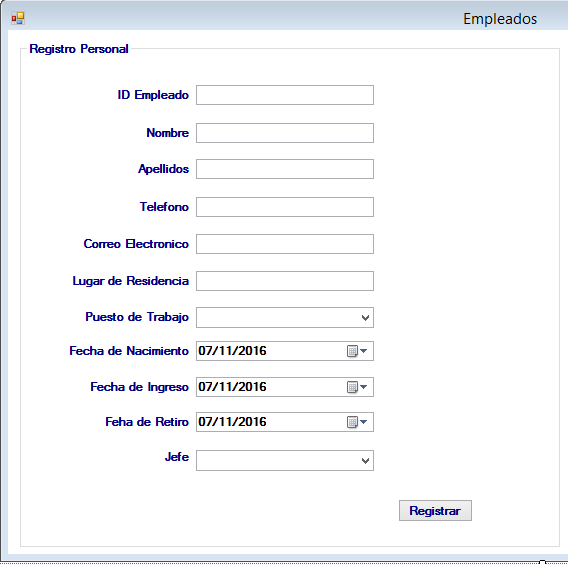 Empleados
Registro Personal
ID Empleado
Nombre
Apellidos
Telefono
Correo Electronico
Lugar de Residencia
Puesto de Trabajo
Fecha de Nacimiento 07/11/2016
Fecha de Ingreso 07/11/2016
Feha de Retiro 07/11/2016
Jefe
Registrar